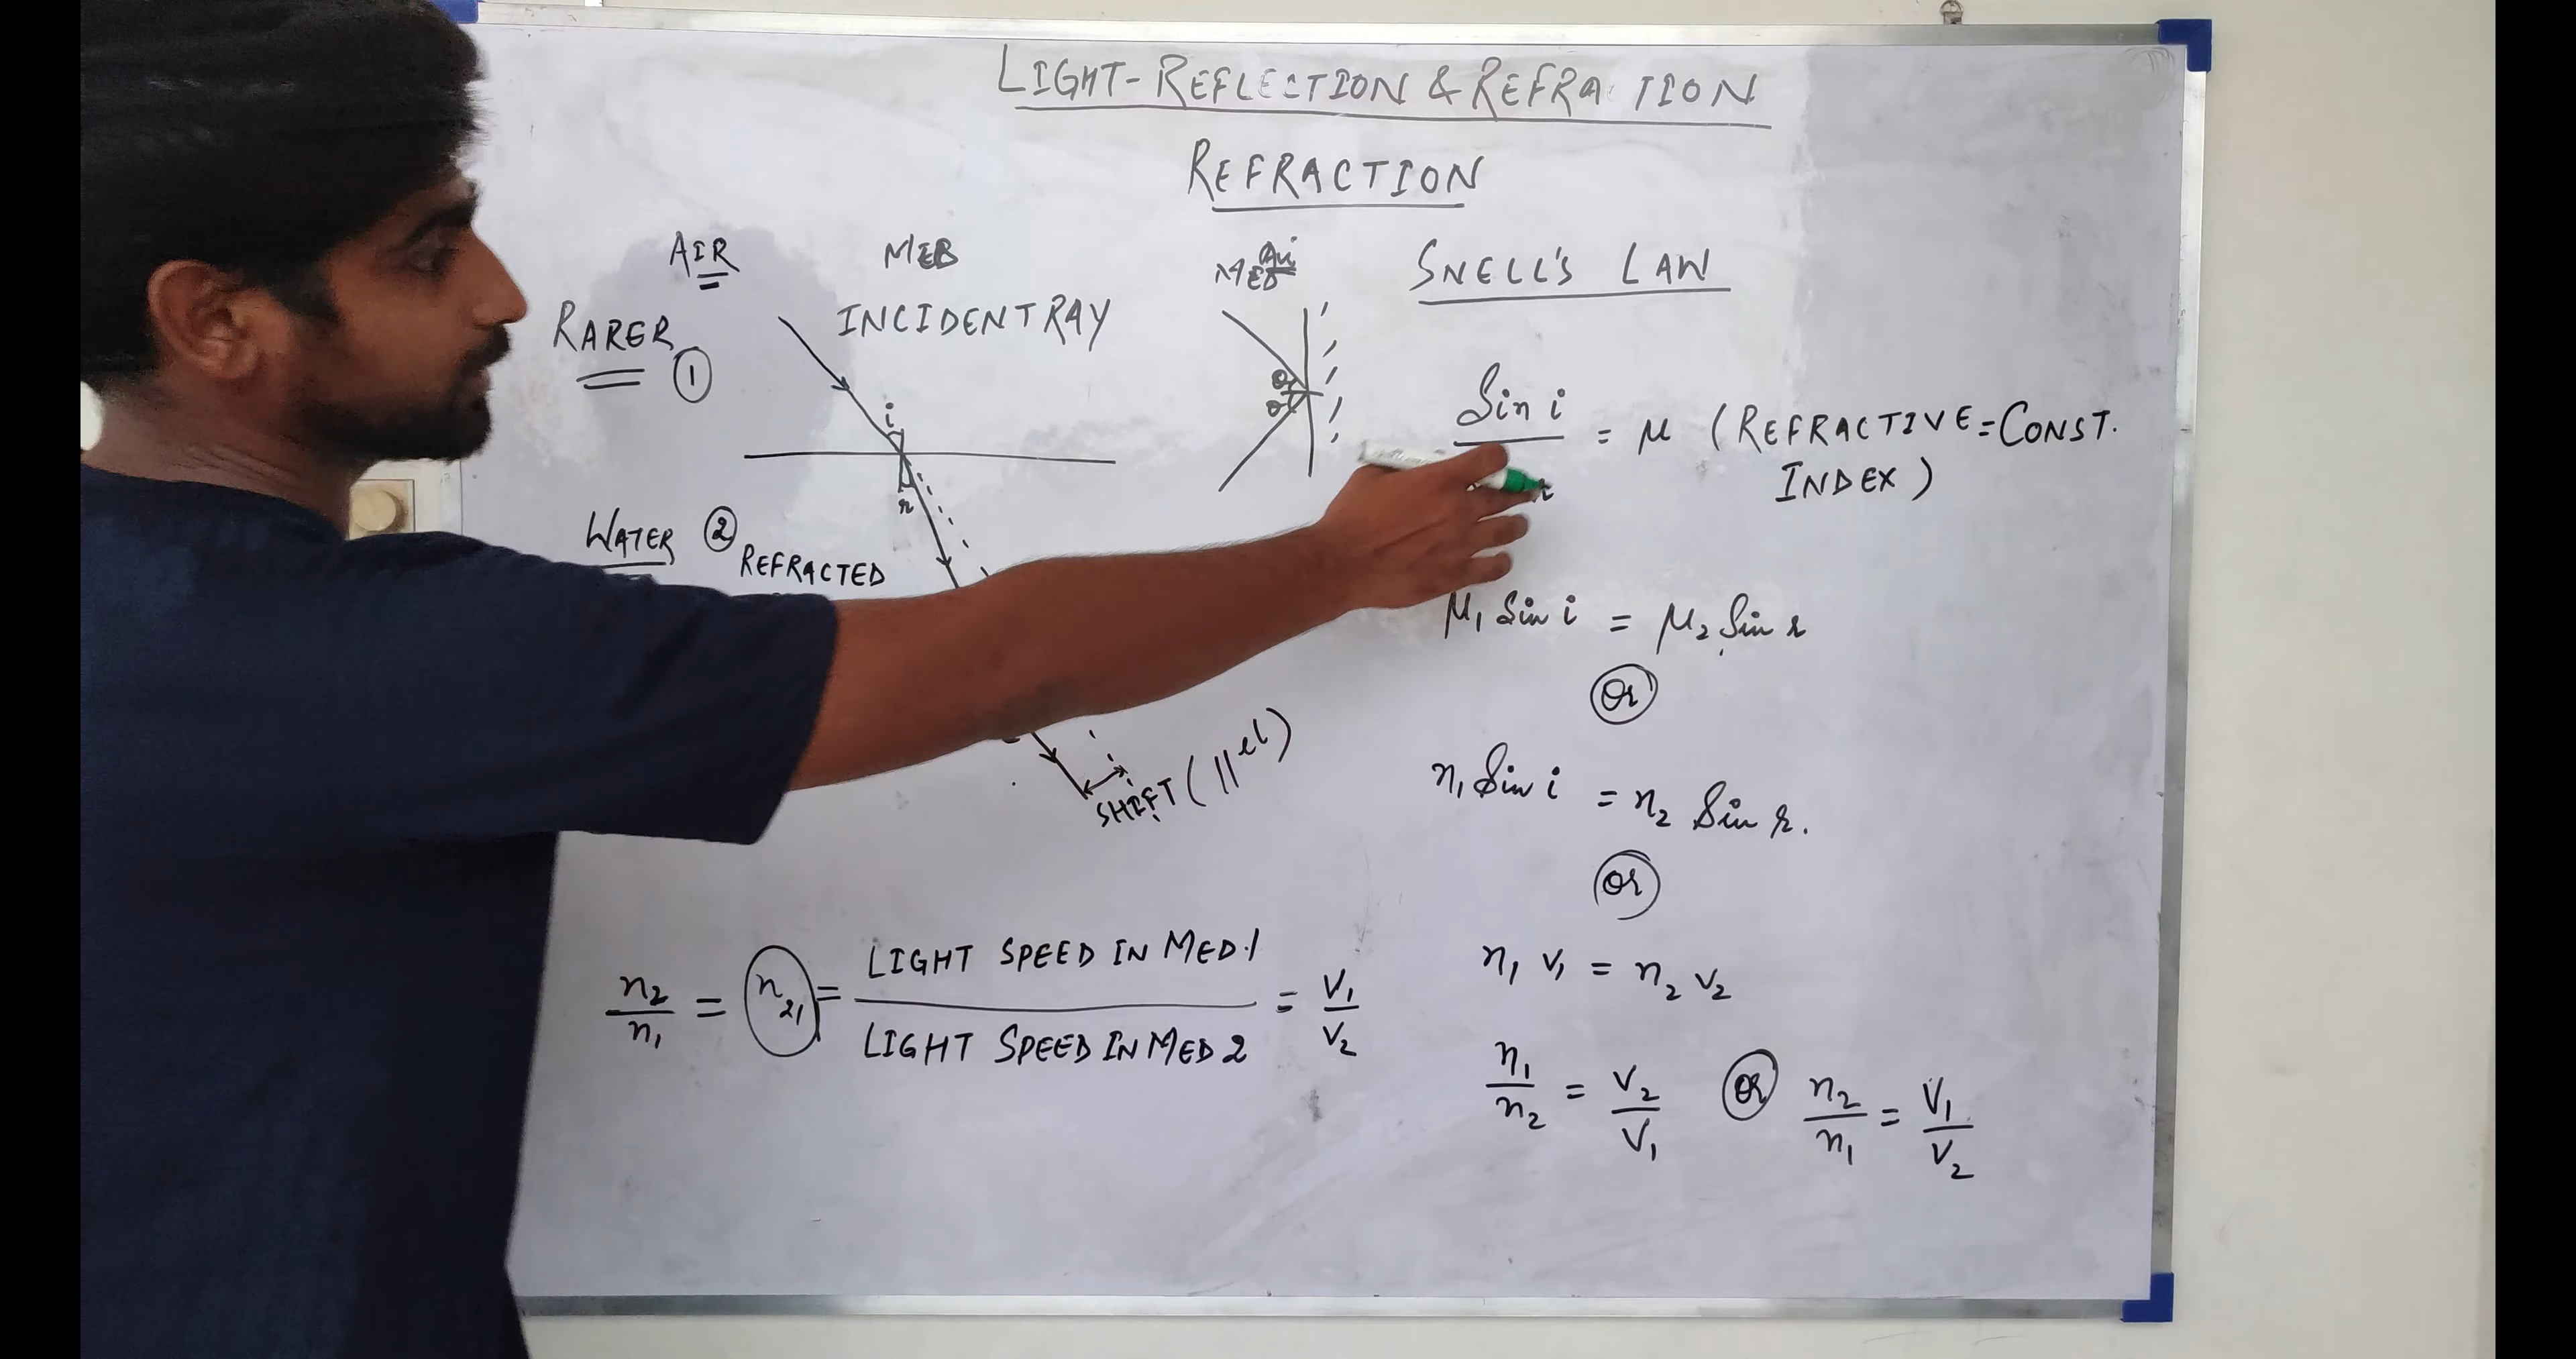 LIGHT-REFLECTION & REFRA TION
REFRACTION
AIR
RARER
1
INCIDENT RAY
i
r
WATER 2
REFRACTED
SHIFT (||el)
MED
θ
θ
SNELL'S LAW
Sin i
= μ (REFRACTIVE = CONST.
INDEX)
μ1 Sin i = μ2 Sin r
Or
n1 Sin i = n2 Sin r.
Or
n1 v1 = n2 v2
n1/n2 = v2/v1 Or n2/n1 = v1/v2
n2/n1 = n21 = LIGHT SPEED IN MED 1 / LIGHT SPEED IN MED 2 = v1/v2